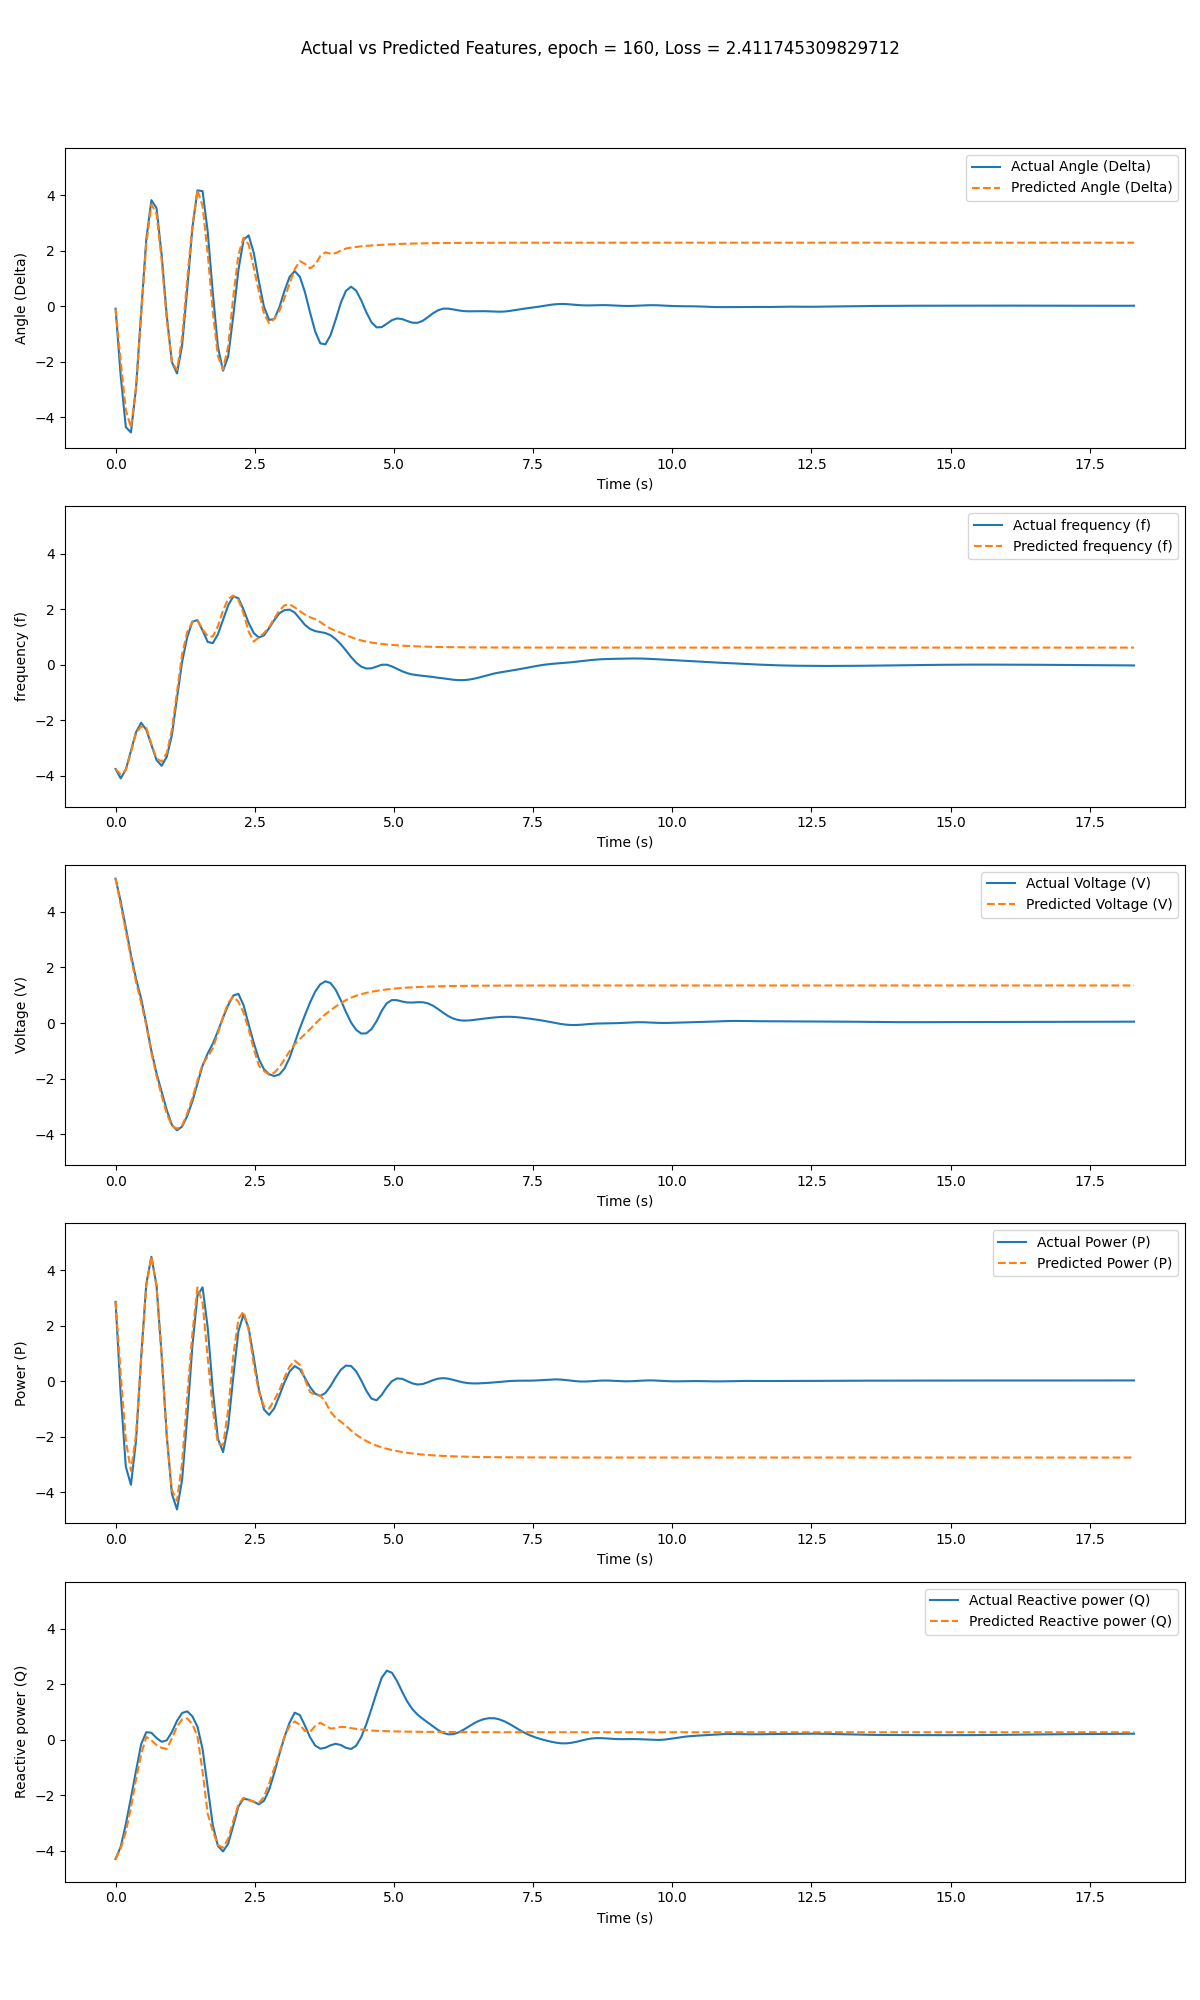 Actual vs Predicted Features, epoch = 160, Loss = 2.411745309829712
Actual Angle (Delta)
Predicted Angle (Delta)
Angle (Delta)
4
2
0
−2
−4
0.0 2.5 5.0 7.5 10.0 12.5 15.0 17.5
Time (s)
Actual frequency (f)
Predicted frequency (f)
frequency (f)
4
2
0
−2
−4
0.0 2.5 5.0 7.5 10.0 12.5 15.0 17.5
Time (s)
Actual Voltage (V)
Predicted Voltage (V)
Voltage (V)
4
2
0
−2
−4
0.0 2.5 5.0 7.5 10.0 12.5 15.0 17.5
Time (s)
Actual Power (P)
Predicted Power (P)
Power (P)
4
2
0
−2
−4
0.0 2.5 5.0 7.5 10.0 12.5 15.0 17.5
Time (s)
Actual Reactive power (Q)
Predicted Reactive power (Q)
Reactive power (Q)
4
2
0
−2
−4
0.0 2.5 5.0 7.5 10.0 12.5 15.0 17.5
Time (s)